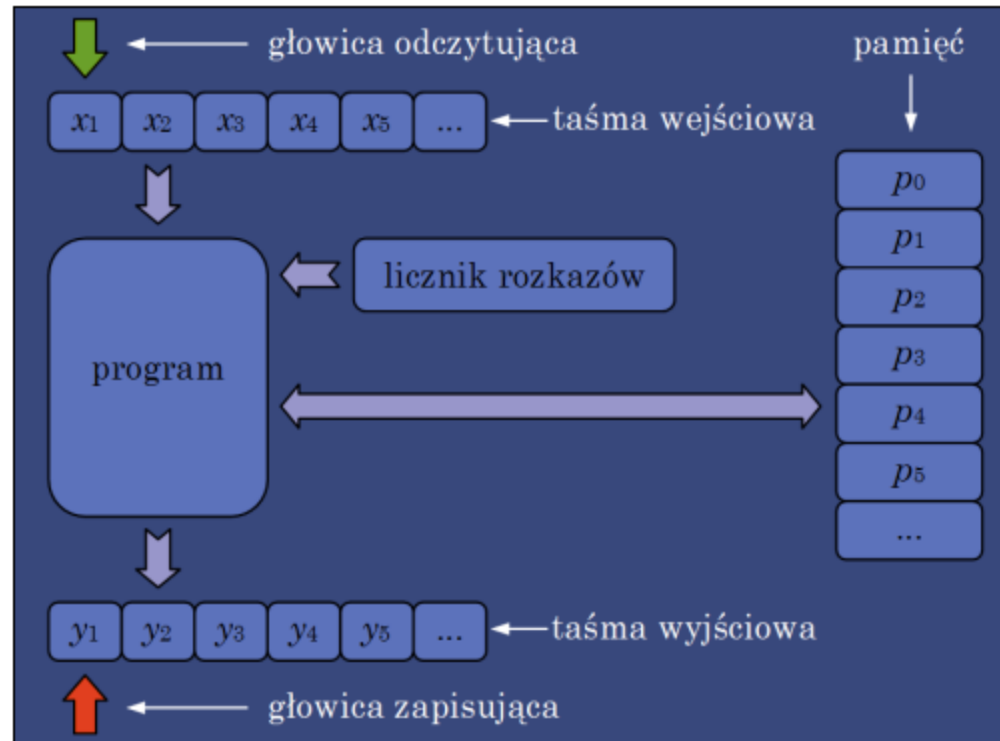 głowica odczytująca
pamięć
x1 x2 x3 x4 x5 ...
taśma wejściowa
p0
p1
licznik rozkazów
p2
program
p3
p4
p5
...
y1 y2 y3 y4 y5 ...
taśma wyjściowa
głowica zapisująca